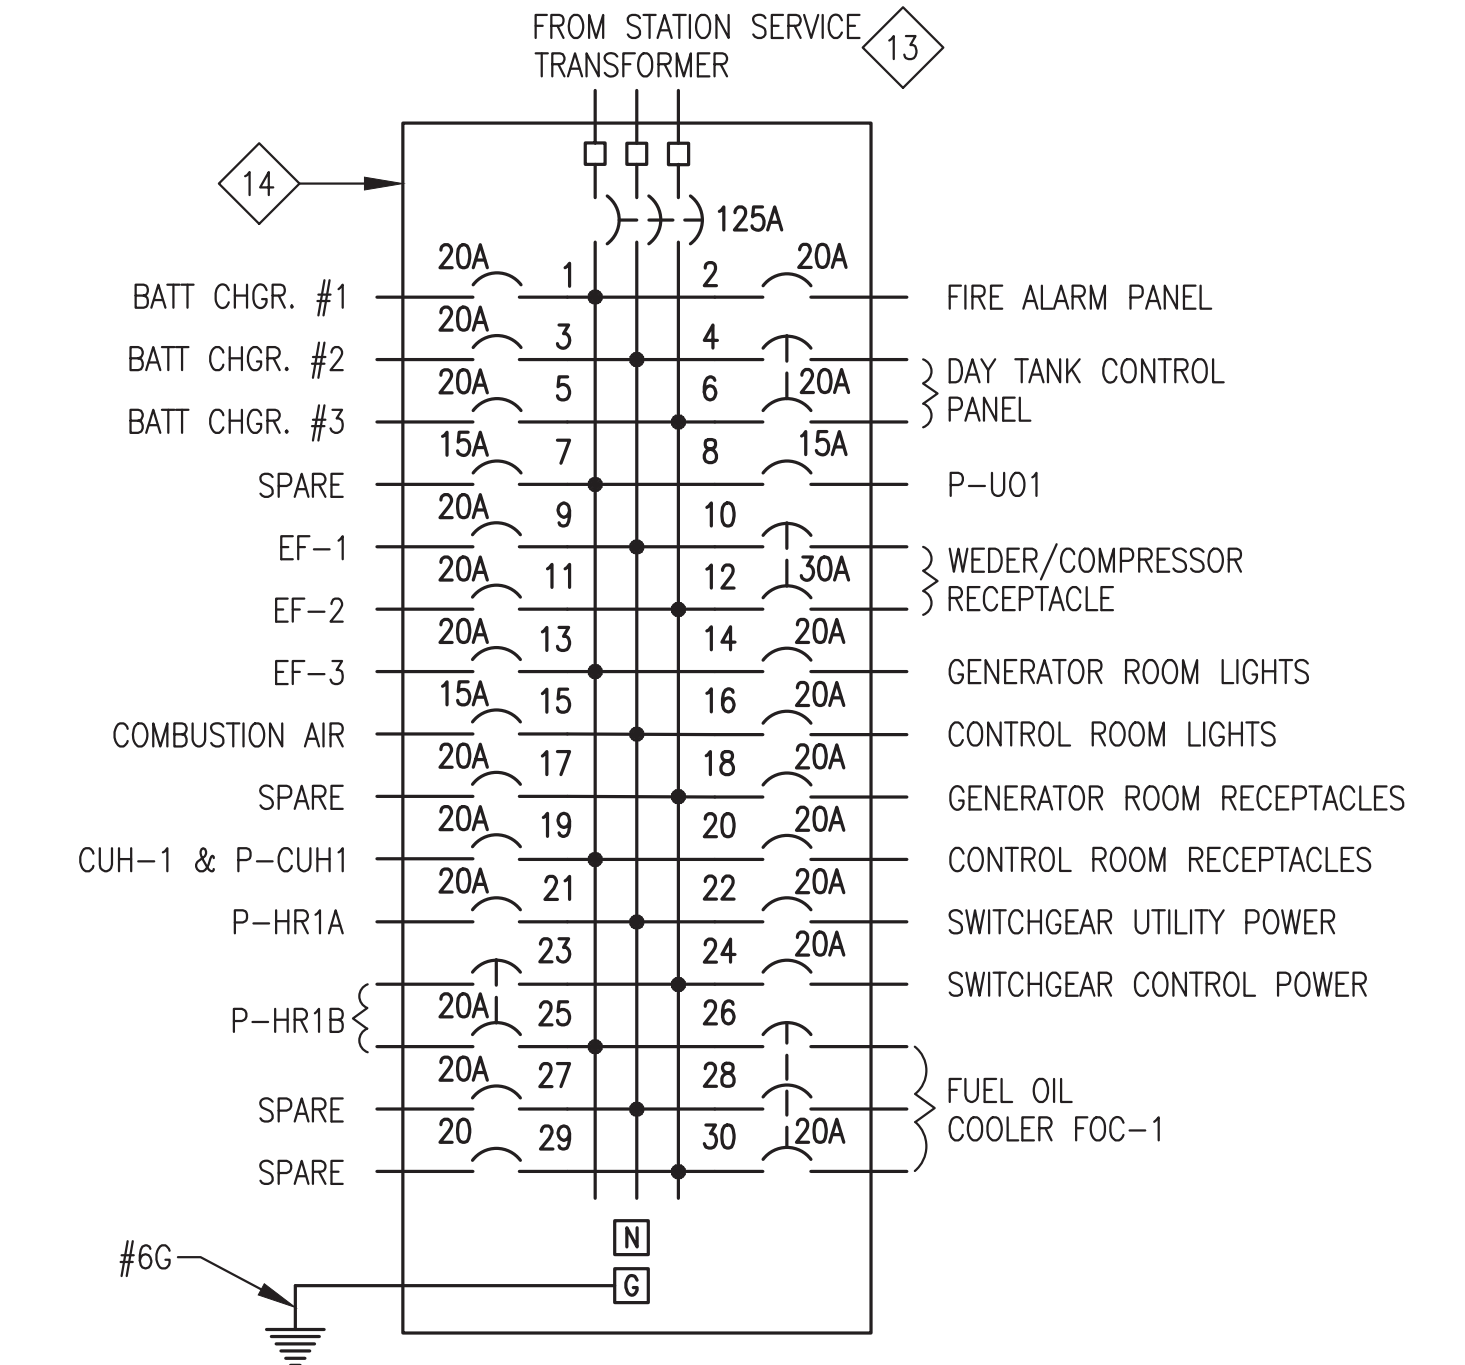 FROM STATION SERVICE
TRANSFORMER
13
14
125A
20A 1 2 20A
BATT CHGR. #1 FIRE ALARM PANEL
20A 3 4
BATT CHGR. #2
20A 5 6 20A DAY TANK CONTROL
PANEL
BATT CHGR. #3
15A 7 8 15A
SPARE P-UO1
20A 9 10
EF-1
20A 11 12 30A WEDER/COMPRESSOR
RECEPTACLE
EF-2
20A 13 14 20A
EF-3 GENERATOR ROOM LIGHTS
15A 15 16 20A
COMBUSTION AIR CONTROL ROOM LIGHTS
20A 17 18 20A
SPARE GENERATOR ROOM RECEPTACLES
20A 19 20 20A
CUH-1 & P-CUH1 CONTROL ROOM RECEPTACLES
20A 21 22 20A
P-HR1A SWITCHGEAR UTILITY POWER
23 24 20A
SWITCHGEAR CONTROL POWER
P-HR1B 20A 25 26
20A 27 28
SPARE FUEL OIL
COOLER FOC-1
20 29 30 20A
SPARE
N
#6G
G